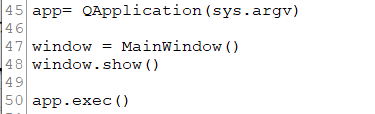 45 app= QApplication(sys.argv)
46
47 window = MainWindow()
48 window.show()
49
50 app.exec()